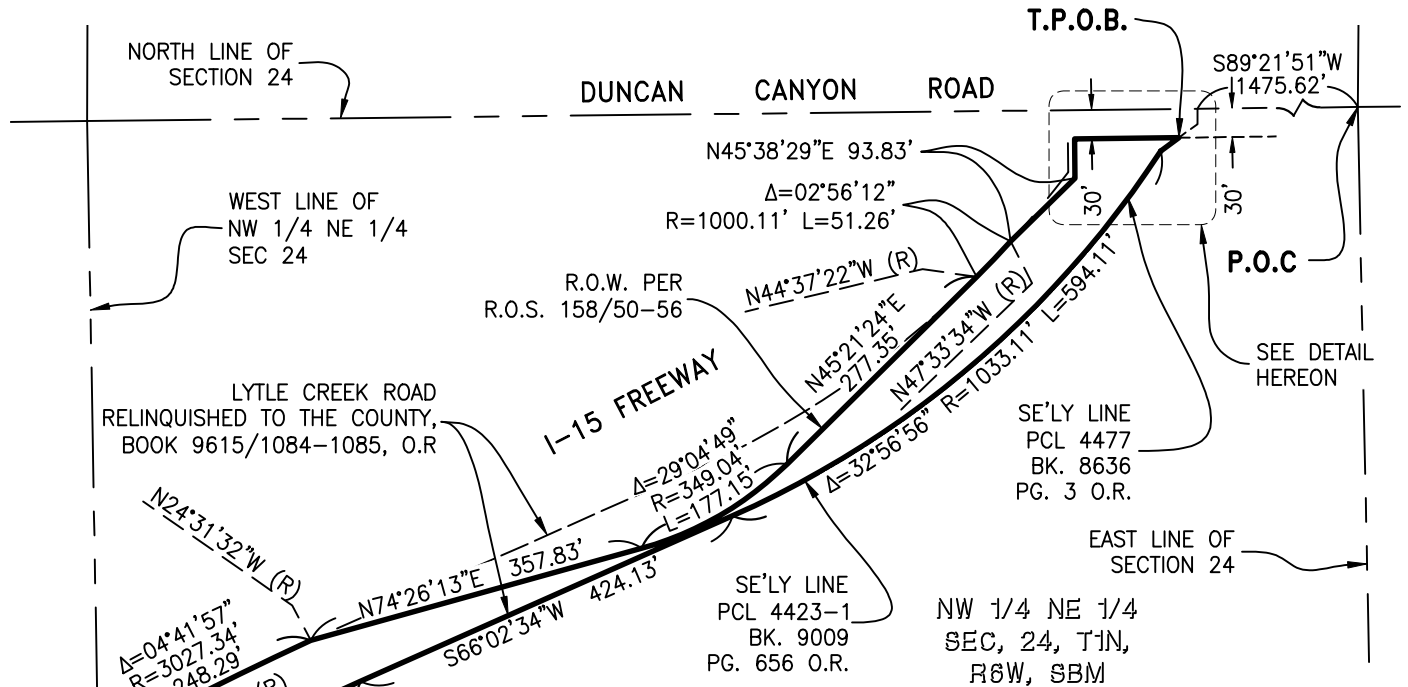 T.P.O.B.
NORTH LINE OF
SECTION 24
S89°21'51"W
1475.62'
DUNCAN CANYON ROAD
N45°38'29"E 93.83'
Δ=02°56'12"
R=1000.11' L=51.26'
30'
30'
WEST LINE OF
NW 1/4 NE 1/4
SEC 24
P.O.C
N44°37'22"W (R)
R.O.W. PER
R.O.S. 158/50-56
N45°21'24"E
277.35'
N47°33'34"W (R)
Δ=32°56'56" R=1033.11' L=594.11'
SEE DETAIL
HEREON
I-15 FREEWAY
LYTLE CREEK ROAD
RELINQUISHED TO THE COUNTY,
BOOK 9615/1084-1085, O.R
SE'LY LINE
PCL 4477
BK. 8636
PG. 3 O.R.
Δ=29°04'49"
R=349.04'
L=177.15'
N24°31'32"W (R)
EAST LINE OF
SECTION 24
N74°26'13"E 357.83'
S66°02'34"W 424.13'
SE'LY LINE
PCL 4423-1
BK. 9009
PG. 656 O.R.
NW 1/4 NE 1/4
SEC, 24, T1N,
R6W, SBM
Δ=04°41'57"
R=3027.34'
248.29'
(R)